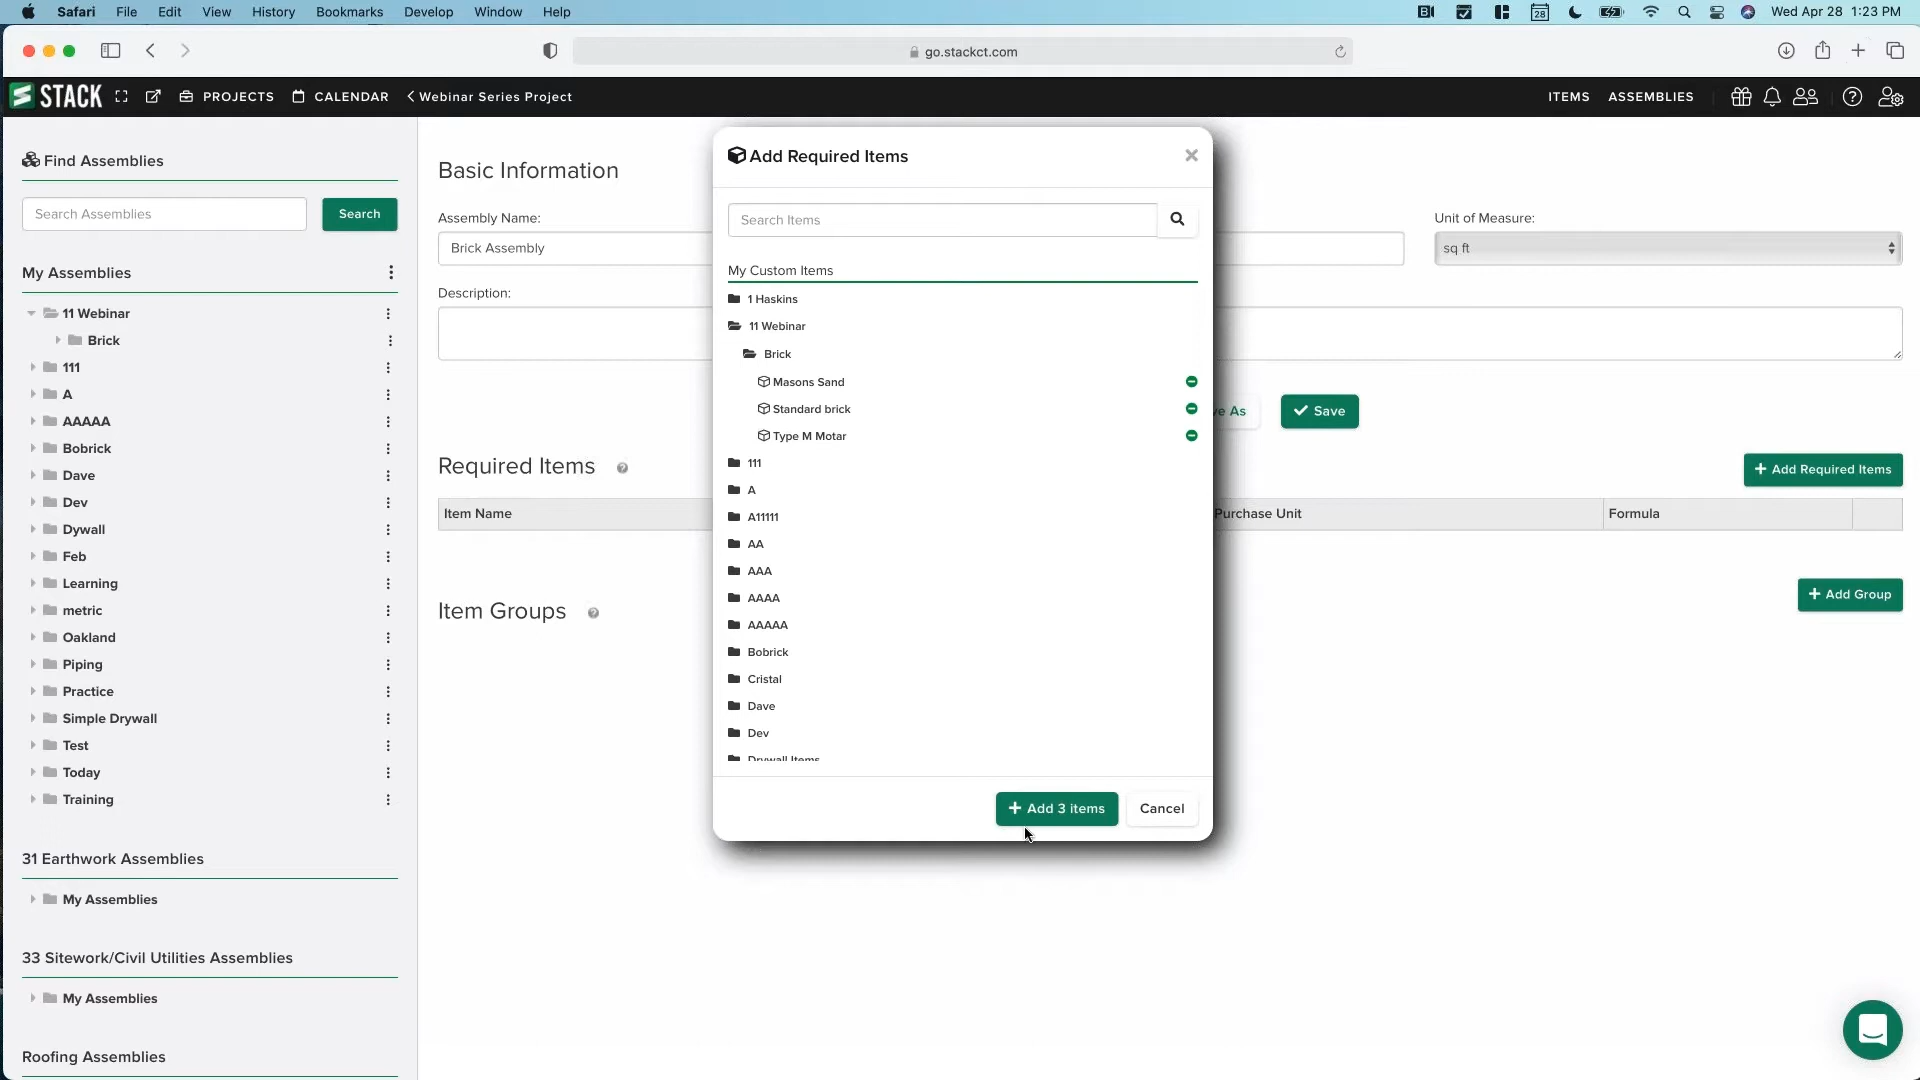 Safari File Edit View History Bookmarks Develop Window Help 28 Wed Apr 28 1:23 PM
go.stackct.com
STACK PROJECTS CALENDAR Webinar Series Project ITEMS ASSEMBLIES
Find Assemblies
Search Assemblies Search
My Assemblies
11 Webinar
Brick
111
A
AAAAA
Bobrick
Dave
Dev
Dywall
Feb
Learning
metric
Oakland
Piping
Practice
Simple Drywall
Test
Today
Training
31 Earthwork Assemblies
My Assemblies
33 Sitework/Civil Utilities Assemblies
My Assemblies
Roofing Assemblies
Basic Information
Assembly Name:
Brick Assembly
Unit of Measure:
sq ft
Description:
ve As Save
Required Items ?
+ Add Required Items
Item Name Purchase Unit Formula
Item Groups ?
+ Add Group
Add Required Items
Search Items
My Custom Items
1 Haskins
11 Webinar
Brick
Masons Sand
Standard brick
Type M Motar
111
A
A11111
AA
AAA
AAAA
AAAAA
Bobrick
Cristal
Dave
Dev
Drywall Items
+ Add 3 items Cancel